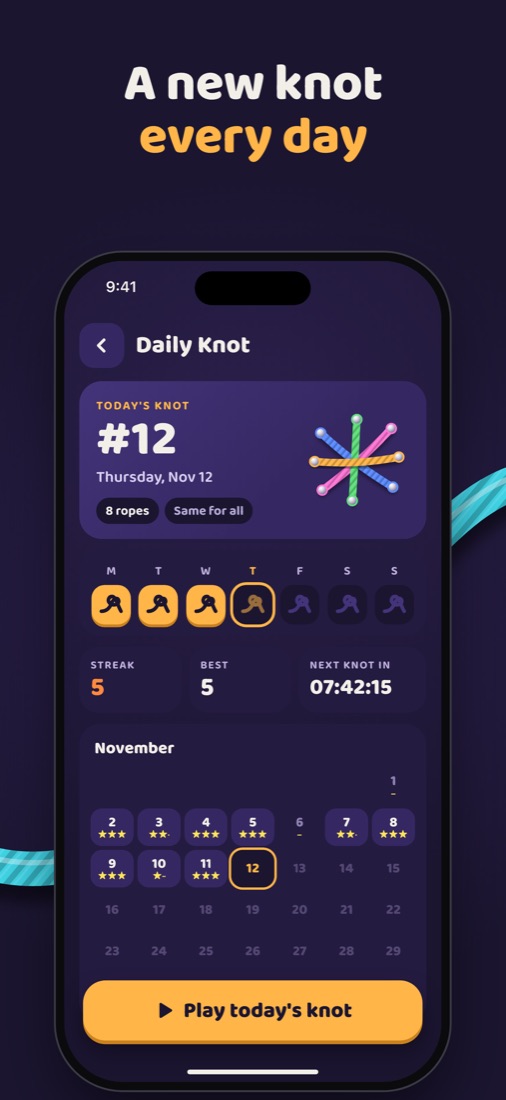 A new knot
every day
9:41
Daily Knot
TODAY'S KNOT
#12
Thursday, Nov 12
8 ropes Same for all
M T W T F S S
STREAK BEST NEXT KNOT IN
5 5 07:42:15
November
1
2 3 4 5 6 7 8
9 10 11 12 13 14 15
16 17 18 19 20 21 22
23 24 25 26 27 28 29
Play today's knot